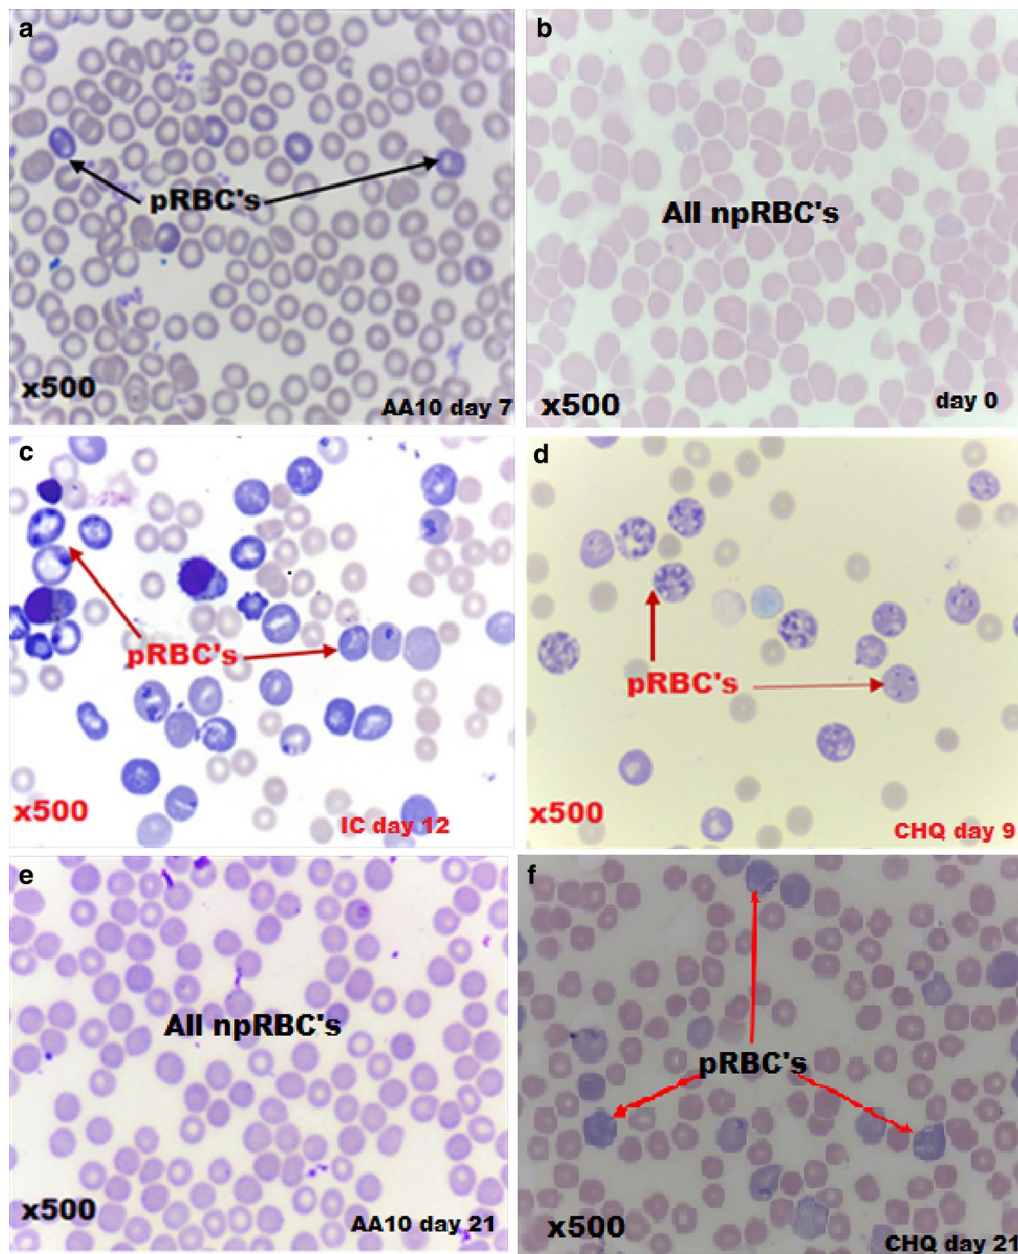 a
pRBC's
x500
AA10 day 7
b
All npRBC's
x500
day 0
c
pRBC's
x500
IC day 12
d
pRBC's
x500
CHQ day 9
e
All npRBC's
x500
AA10 day 21
f
pRBC's
x500
CHQ day 21